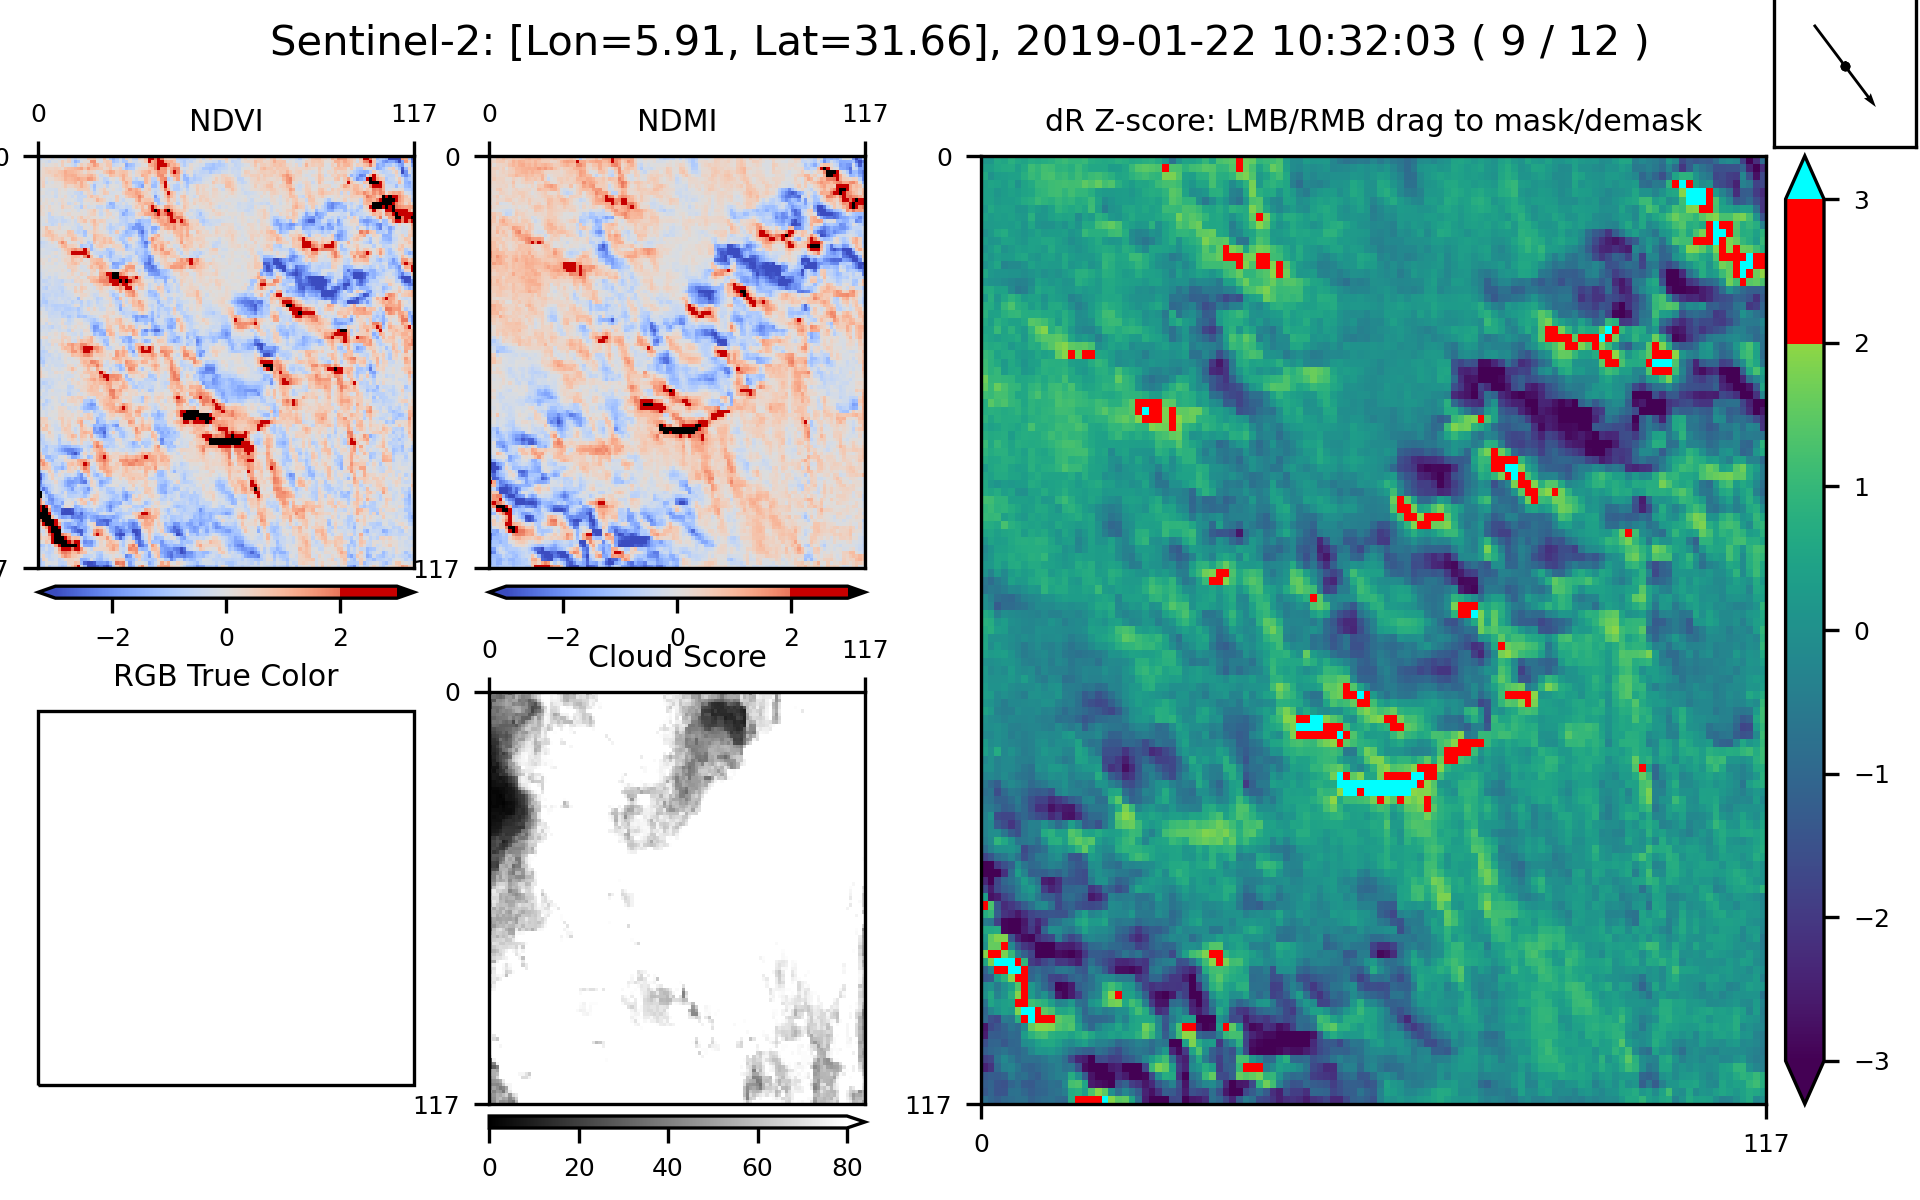 Sentinel-2: [Lon=5.91, Lat=31.66], 2019-01-22 10:32:03 ( 9 / 12 )
0 NDVI 117
0 NDMI 117
dR Z-score: LMB/RMB drag to mask/demask
0
0
0
3
2
1
0
−1
−2
−3
7
117
−2 0 2
−2 0 2
RGB True Color
0 Cloud Score 117
0
117
0 20 40 60 80
117
0 117